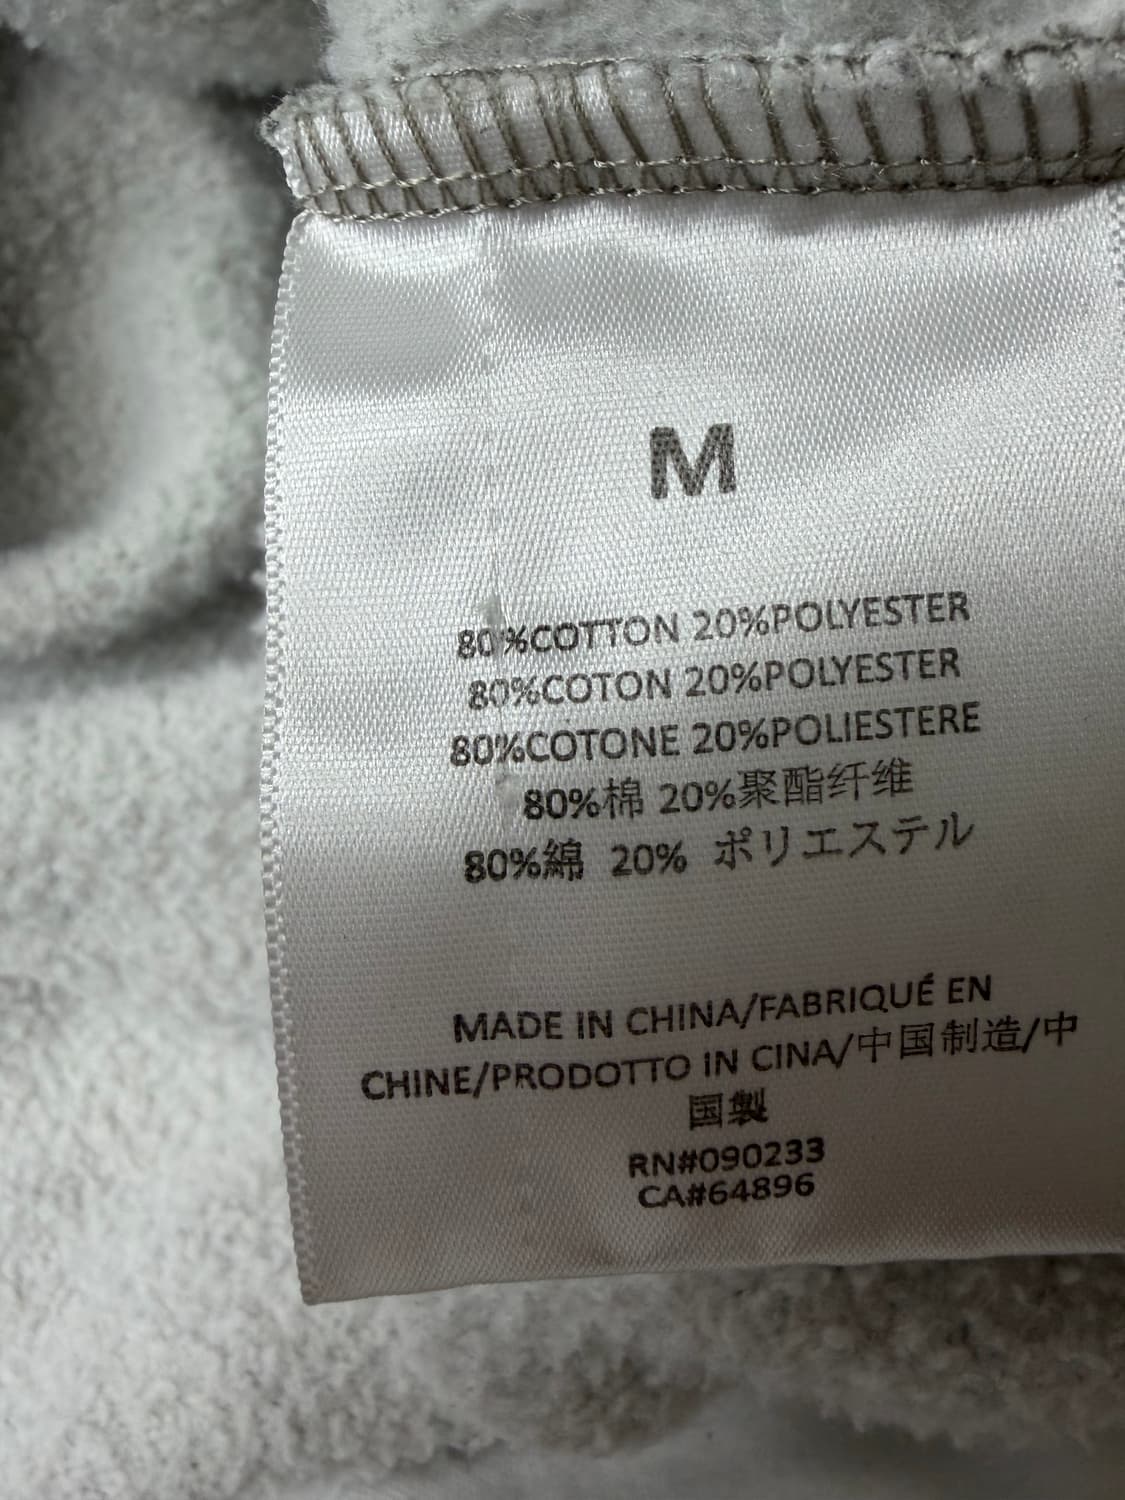 M
80%COTTON 20%POLYESTER
80%COTON 20%POLYESTER
80%COTONE 20%POLIESTERE
80%棉 20%聚酯纤维
80%綿 20% ポリエステル
MADE IN CHINA/FABRIQUÉ EN
CHINE/PRODOTTO IN CINA/中国制造/中
国製
RN#090233
CA#64896